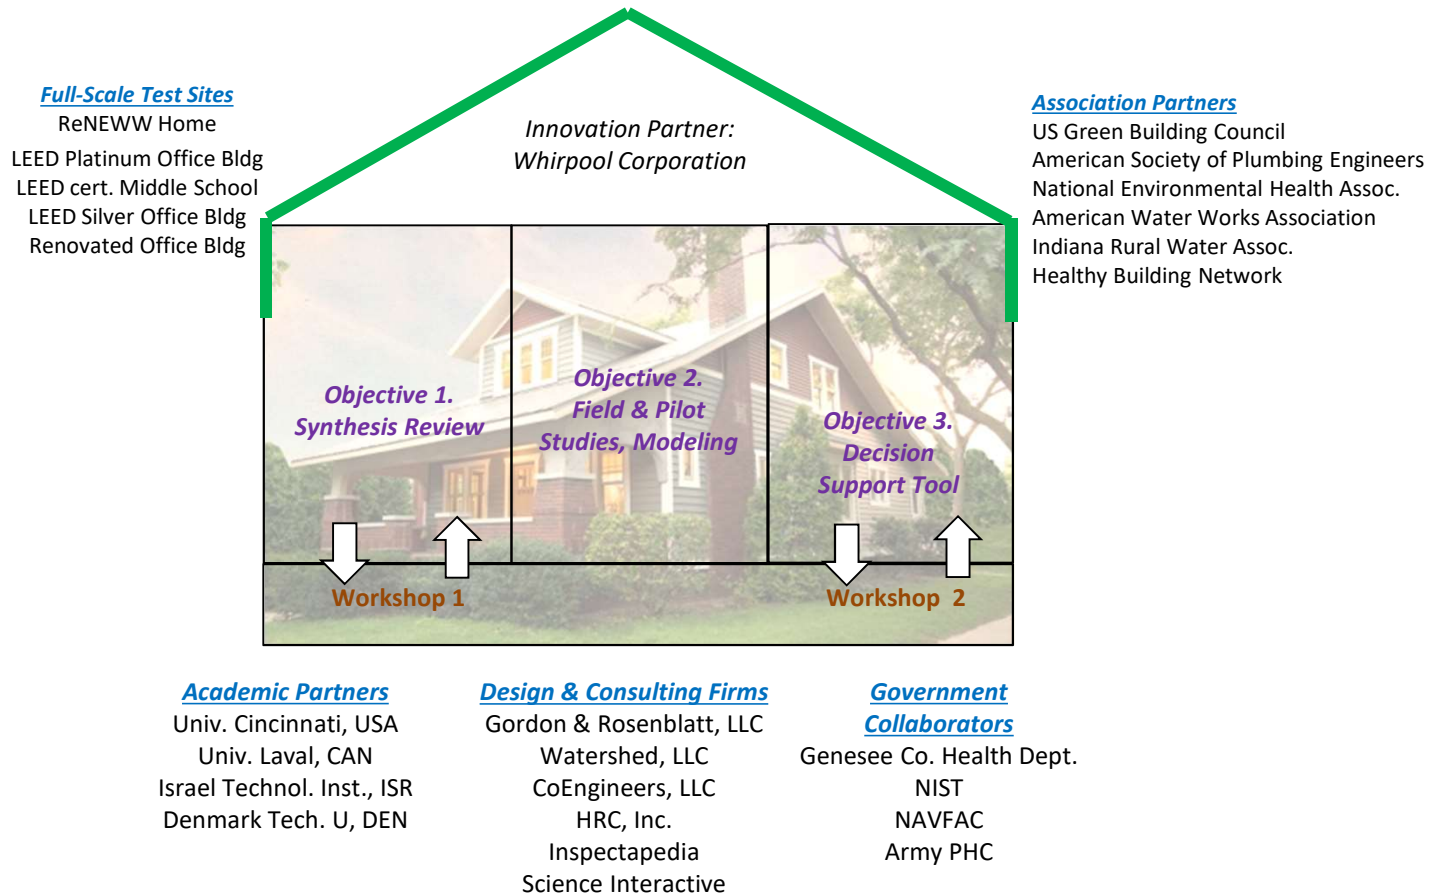 Full-Scale Test Sites
ReNEWW Home
LEED Platinum Office Bldg
LEED cert. Middle School
LEED Silver Office Bldg
Renovated Office Bldg
Innovation Partner:
Whirpool Corporation
Association Partners
US Green Building Council
American Society of Plumbing Engineers
National Environmental Health Assoc.
American Water Works Association
Indiana Rural Water Assoc.
Healthy Building Network
Objective 1.
Synthesis Review
Objective 2.
Field & Pilot
Studies, Modeling
Objective 3.
Decision
Support Tool
Workshop 1
Workshop 2
Academic Partners
Univ. Cincinnati, USA
Univ. Laval, CAN
Israel Technol. Inst., ISR
Denmark Tech. U, DEN
Design & Consulting Firms
Gordon & Rosenblatt, LLC
Watershed, LLC
CoEngineers, LLC
HRC, Inc.
Inspectapedia
Science Interactive
Government
Collaborators
Genesee Co. Health Dept.
NIST
NAVFAC
Army PHC